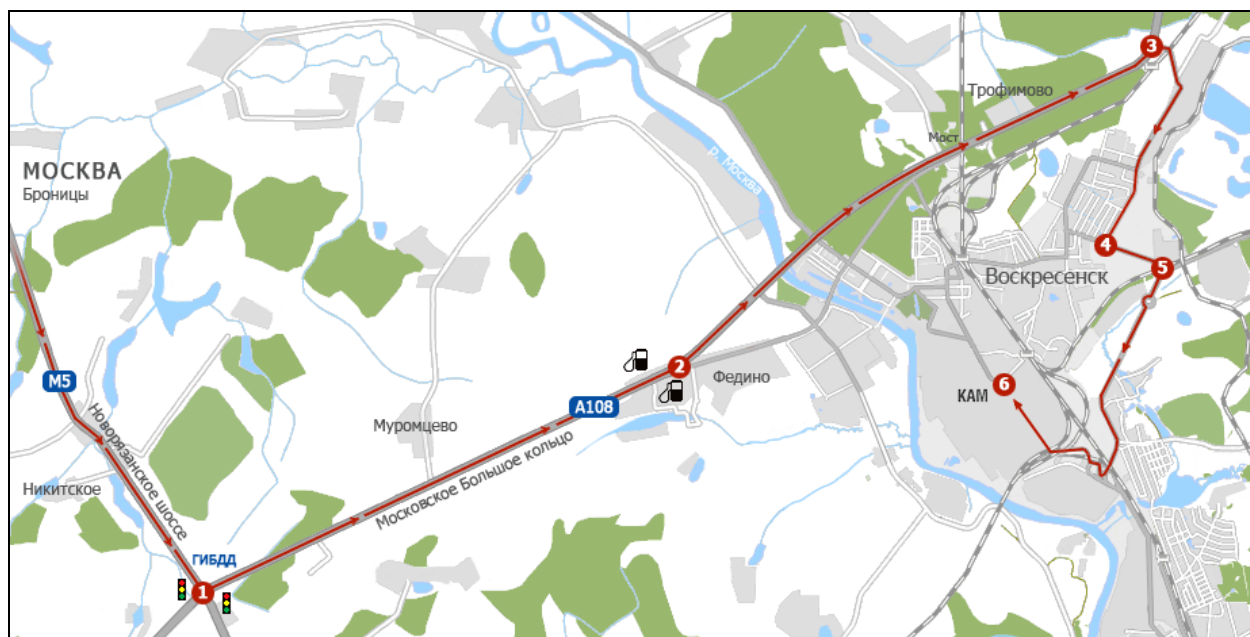 3
Трофимово
Мост
р. Москва
МОСКВА
Броницы
4
5
Воскресенск
2
Федино
М5
6
КАМ
А108
Муромцево
Новорязанское шоссе
Московское Большое кольцо
Никитское
ГИБДД
1